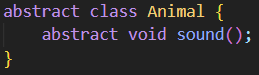 abstract class Animal {
    abstract void sound();
}